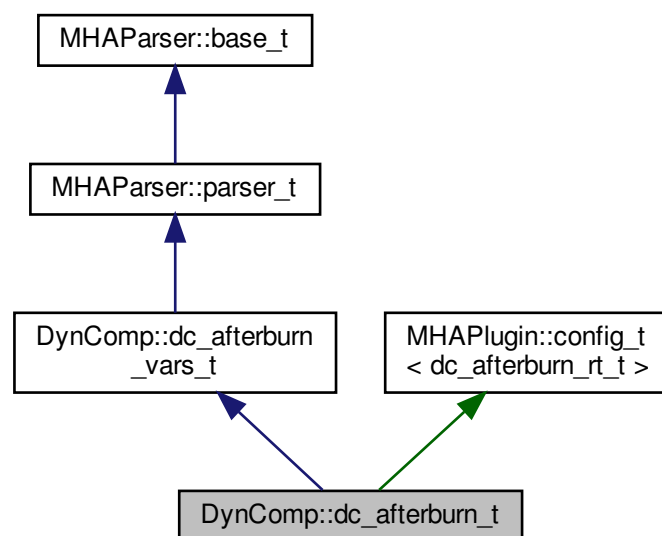 MHAParser::base_t
MHAParser::parser_t
DynComp::dc_afterburn
_vars_t
MHAPlugin::config_t
< dc_afterburn_rt_t >
DynComp::dc_afterburn_t